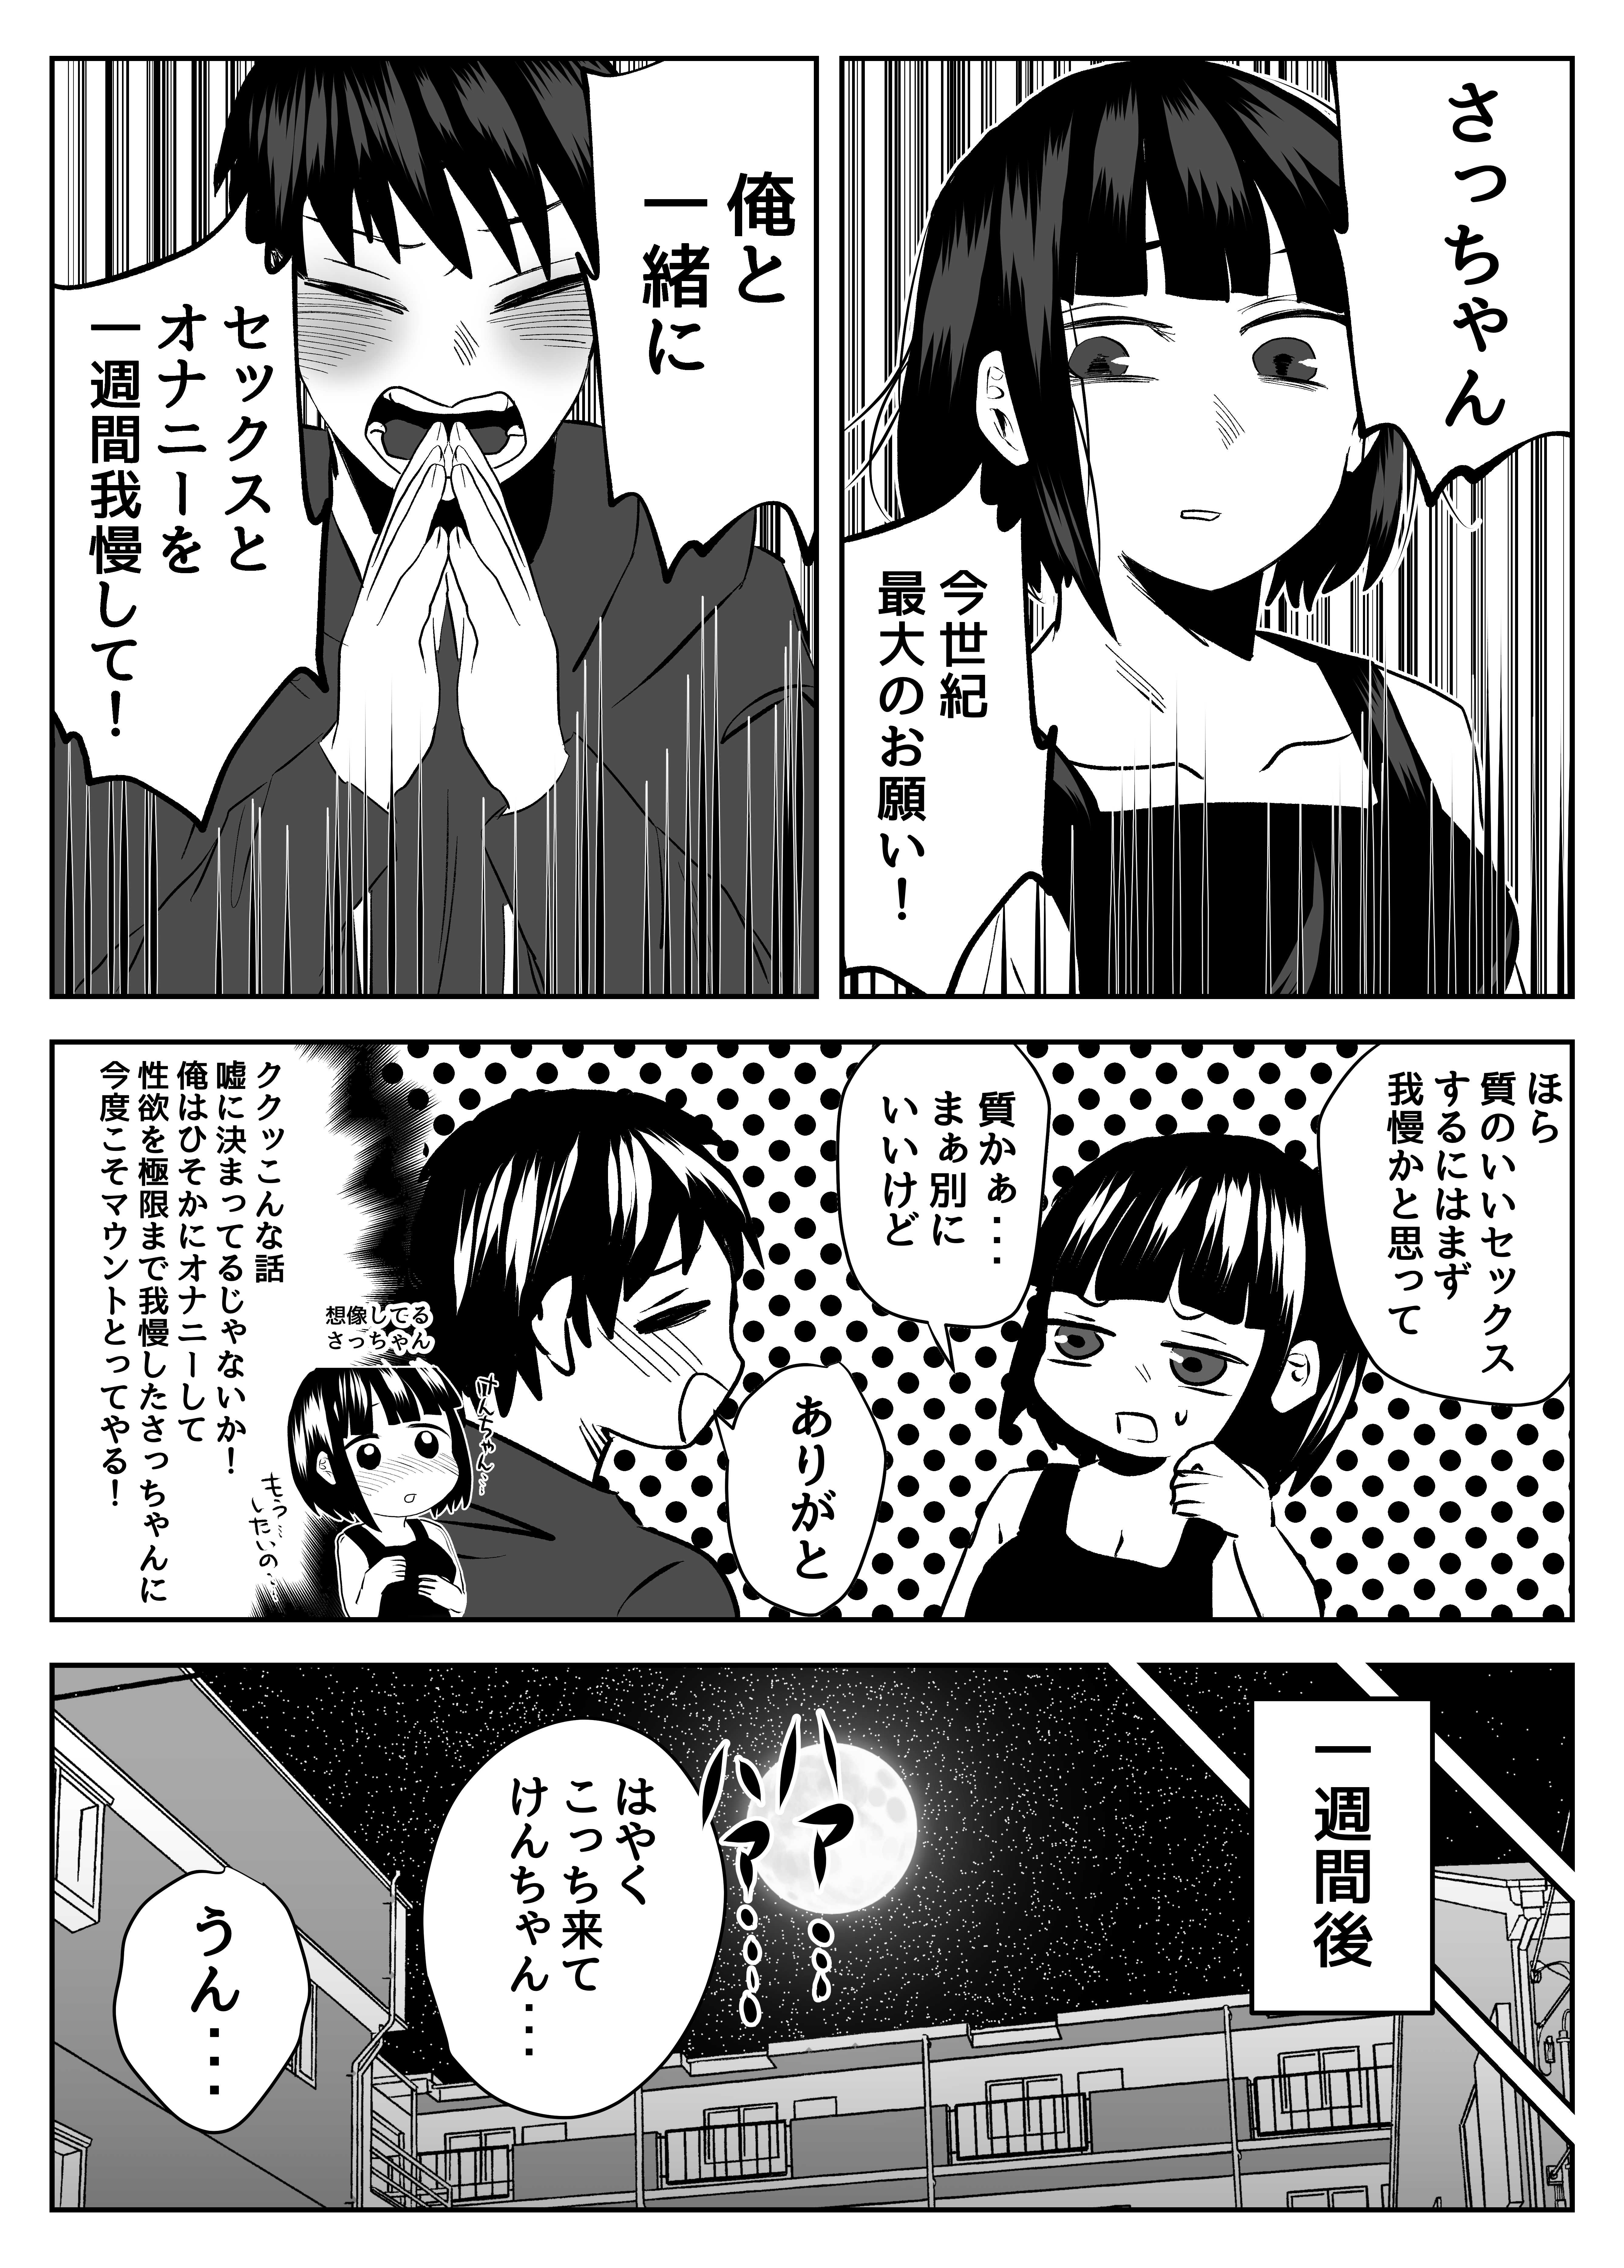 さっちゃん
今世紀
最大のお願い！
俺と
一緒に
セックスと
オナニーを
一週間我慢して！
ほら
質のいいセックス
するにはまず
我慢かと思って
質かぁ・・・
まぁ別に
いいけど
ありがと
けんちゃん…
想像してる
さっちゃん
もう…
したいの…
ククッこんな話
嘘に決まってるじゃないか！
俺はひそかにオナニーして
性欲を極限まで我慢したさっちゃんに
今度こそマウントとってやる！
一週間後
ハァ…
ハァ…
はやく
こっち来て
けんちゃん・・・
うん・・・